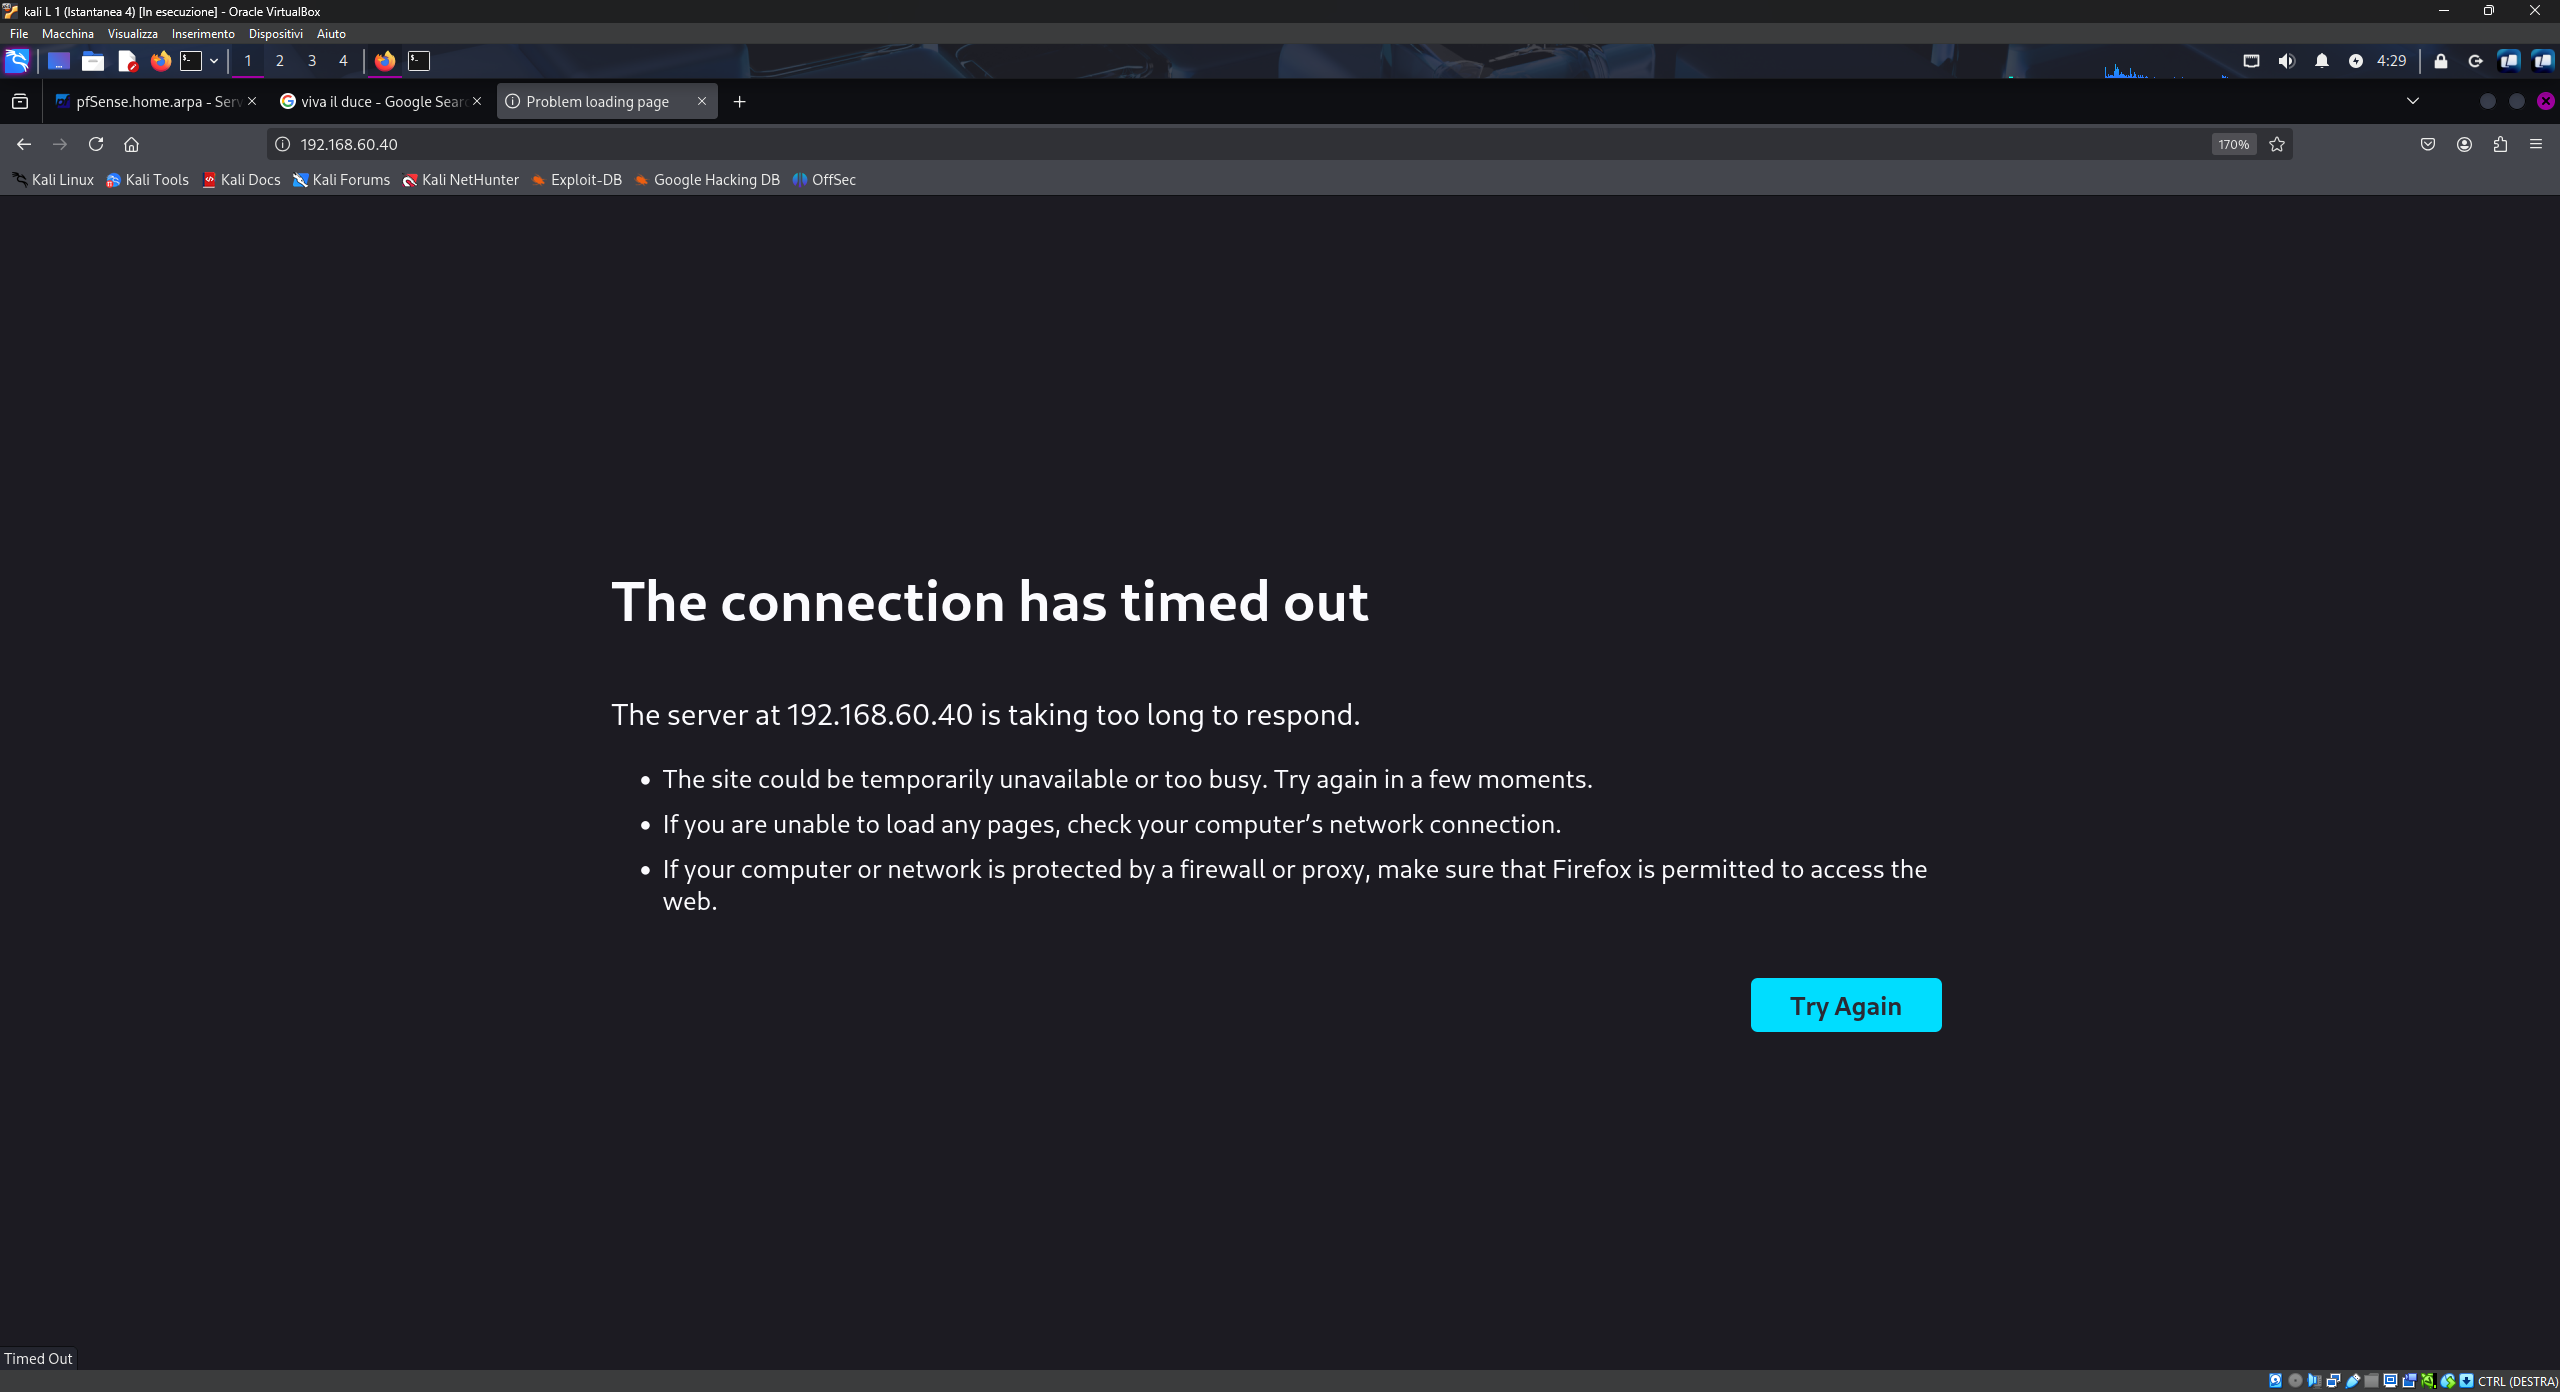 kali L 1 (Istantanea 4) [In esecuzione] - Oracle VirtualBox
File Macchina Visualizza Inserimento Dispositivi Aiuto
1 2 3 4 4:29
pfSense.home.arpa - Serv viva il duce - Google Sear Problem loading page
192.168.60.40 170%
Kali Linux Kali Tools Kali Docs Kali Forums Kali NetHunter Exploit-DB Google Hacking DB OffSec
The connection has timed out
The server at 192.168.60.40 is taking too long to respond.
• The site could be temporarily unavailable or too busy. Try again in a few moments.
• If you are unable to load any pages, check your computer’s network connection.
• If your computer or network is protected by a firewall or proxy, make sure that Firefox is permitted to access the
web.
Try Again
Timed Out
CTRL (DESTRA)